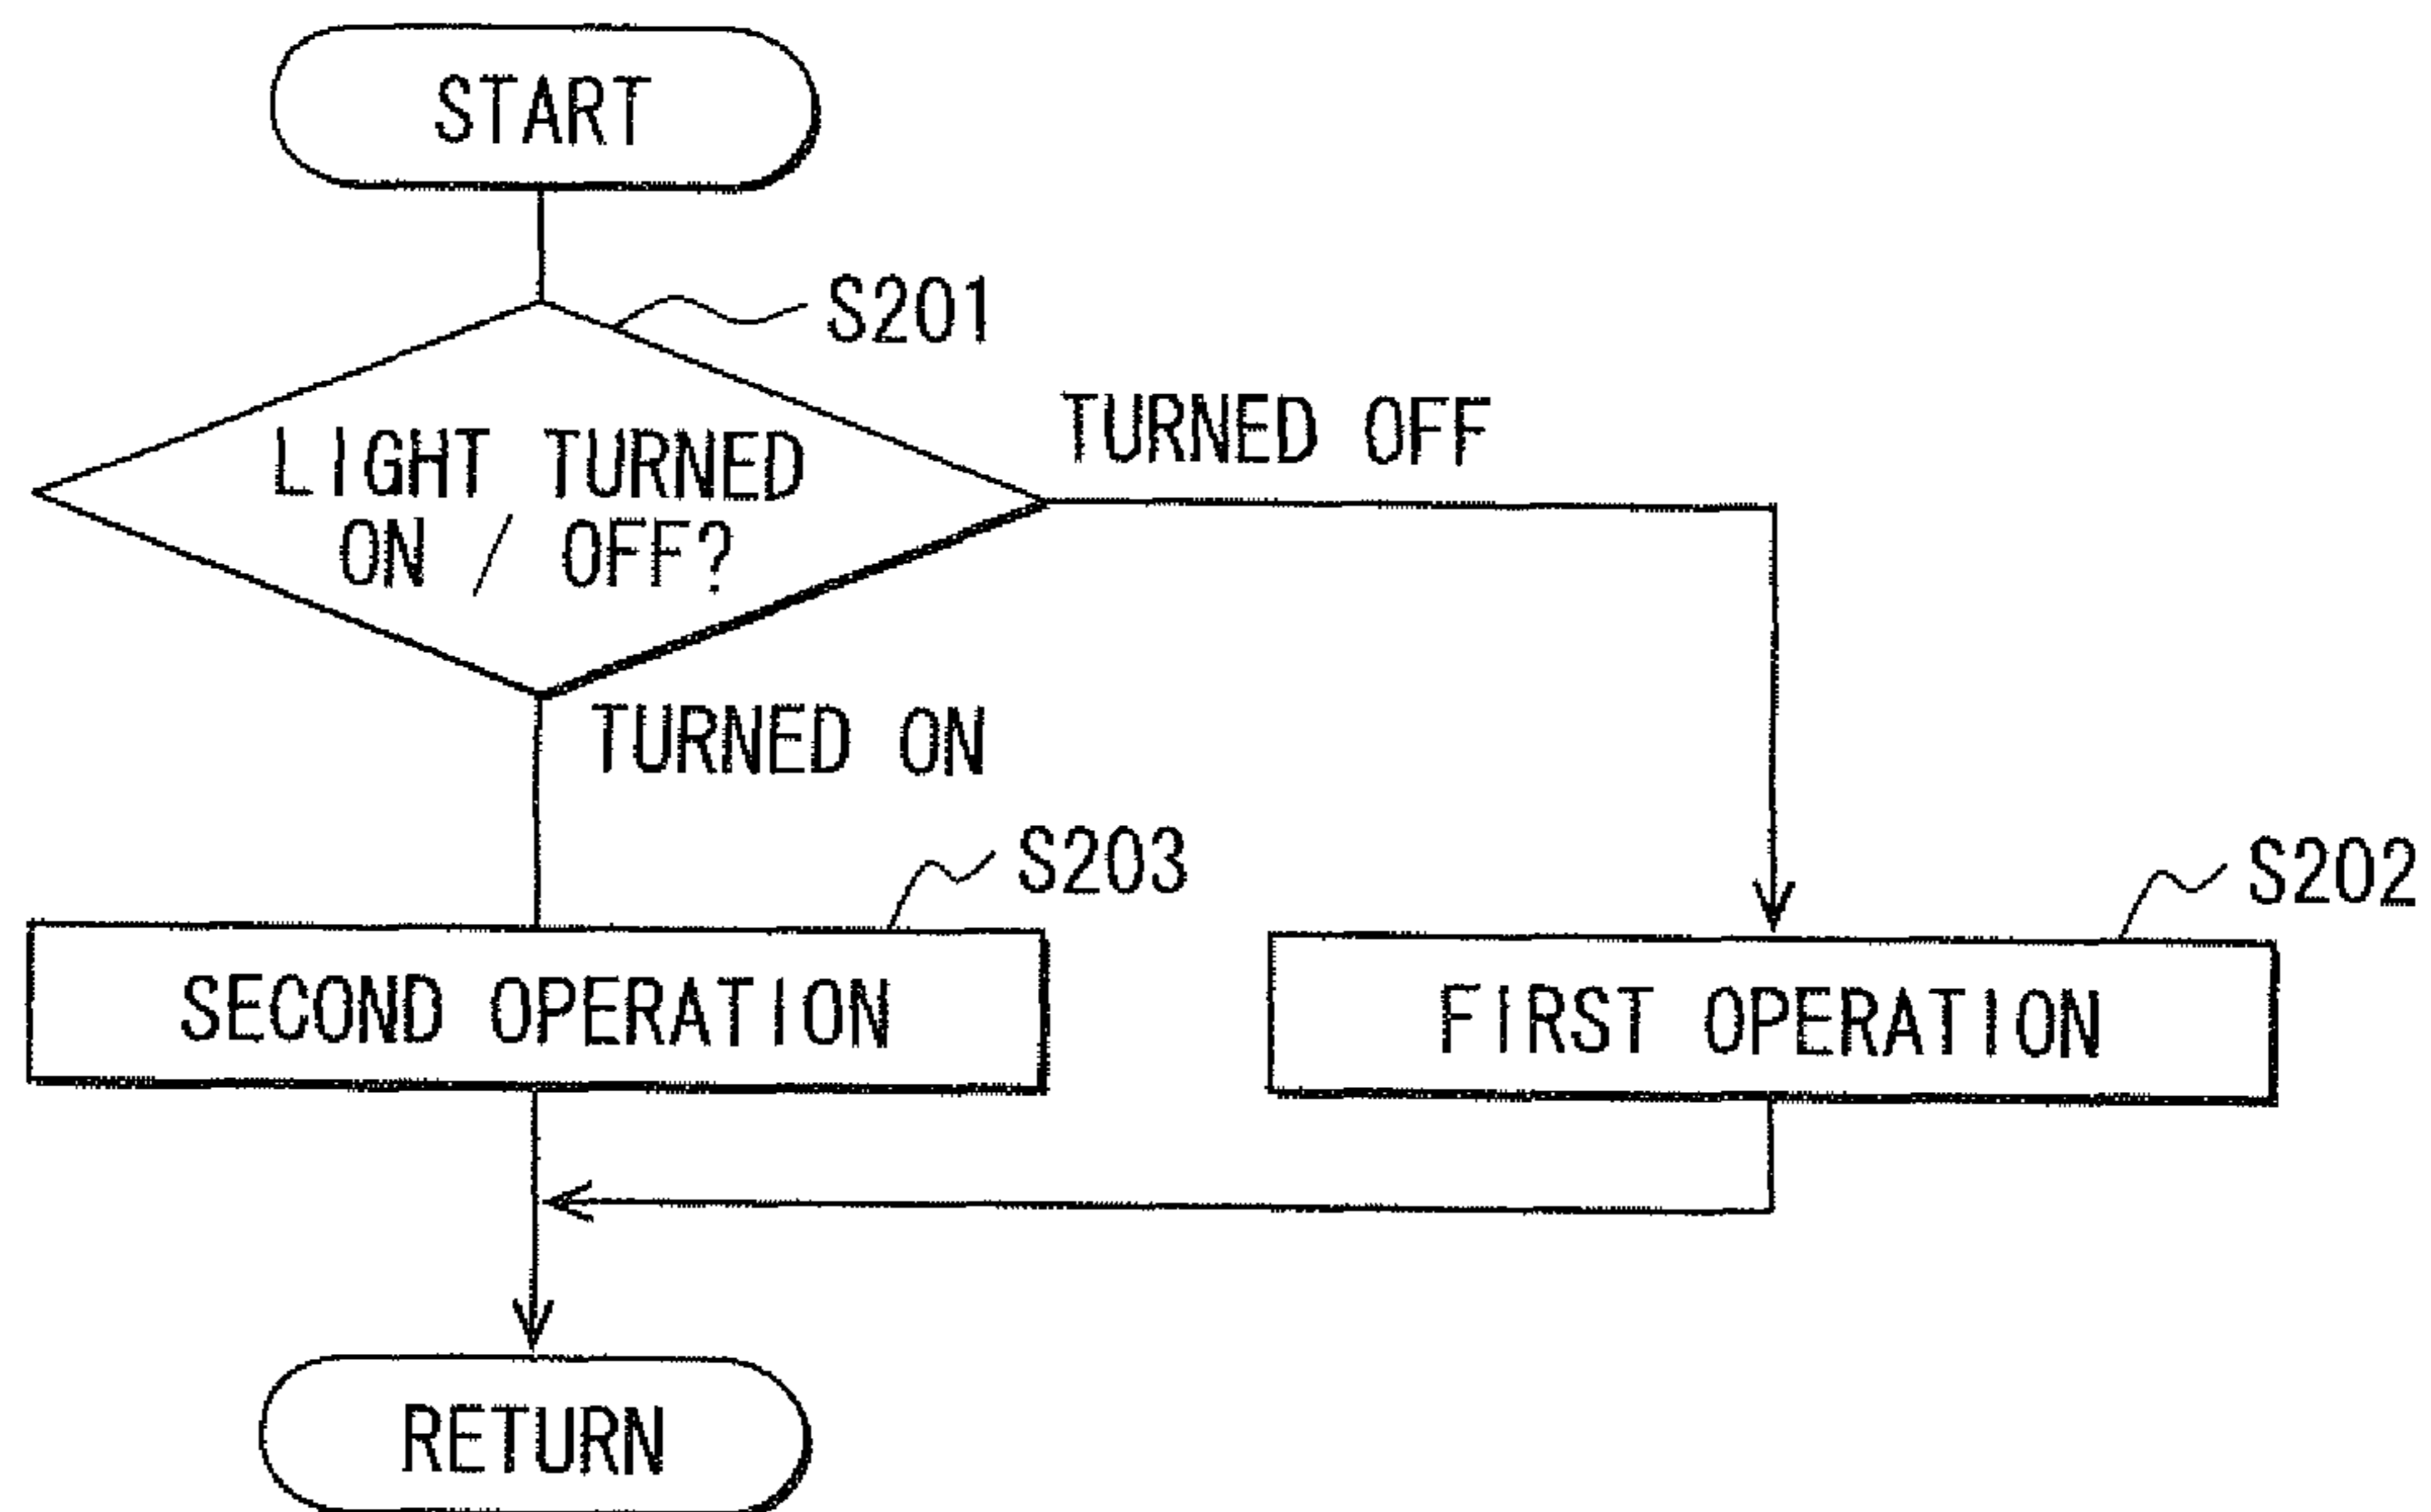 START
S201
LIGHT TURNED
ON / OFF?
TURNED OFF
TURNED ON
S203
S202
SECOND OPERATION
FIRST OPERATION
RETURN